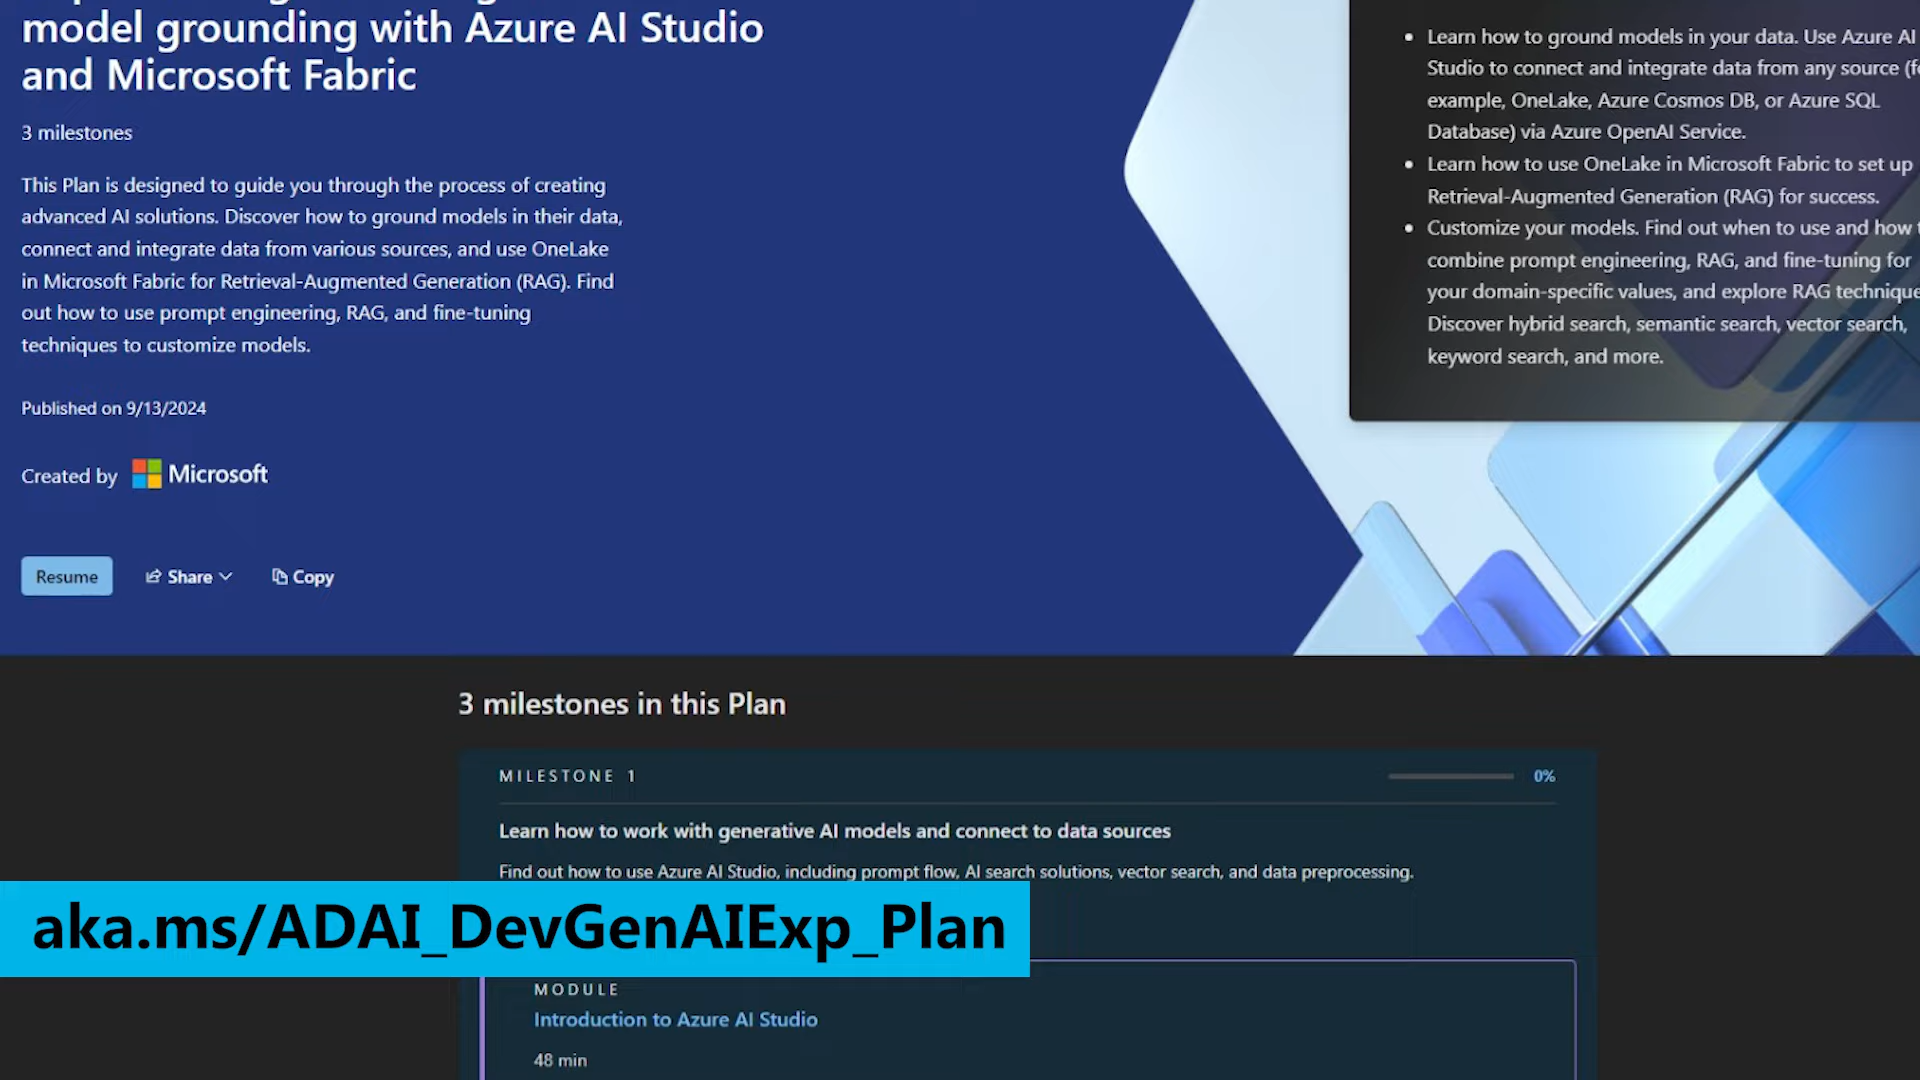 model grounding with Azure AI Studio
and Microsoft Fabric
3 milestones
This Plan is designed to guide you through the process of creating
advanced AI solutions. Discover how to ground models in their data,
connect and integrate data from various sources, and use OneLake
in Microsoft Fabric for Retrieval-Augmented Generation (RAG). Find
out how to use prompt engineering, RAG, and fine-tuning
techniques to customize models.
Published on 9/13/2024
Created by Microsoft
Resume Share Copy
• Learn how to ground models in your data. Use Azure AI
Studio to connect and integrate data from any source (
example, OneLake, Azure Cosmos DB, or Azure SQL
Database) via Azure OpenAI Service.
• Learn how to use OneLake in Microsoft Fabric to set up
Retrieval-Augmented Generation (RAG) for success.
• Customize your models. Find out when to use and how
combine prompt engineering, RAG, and fine-tuning for
your domain-specific values, and explore RAG technique
Discover hybrid search, semantic search, vector search,
keyword search, and more.
3 milestones in this Plan
MILESTONE 1 0%
Learn how to work with generative AI models and connect to data sources
Find out how to use Azure AI Studio, including prompt flow, AI search solutions, vector search, and data preprocessing.
aka.ms/ADAI_DevGenAIExp_Plan
MODULE
Introduction to Azure AI Studio
48 min